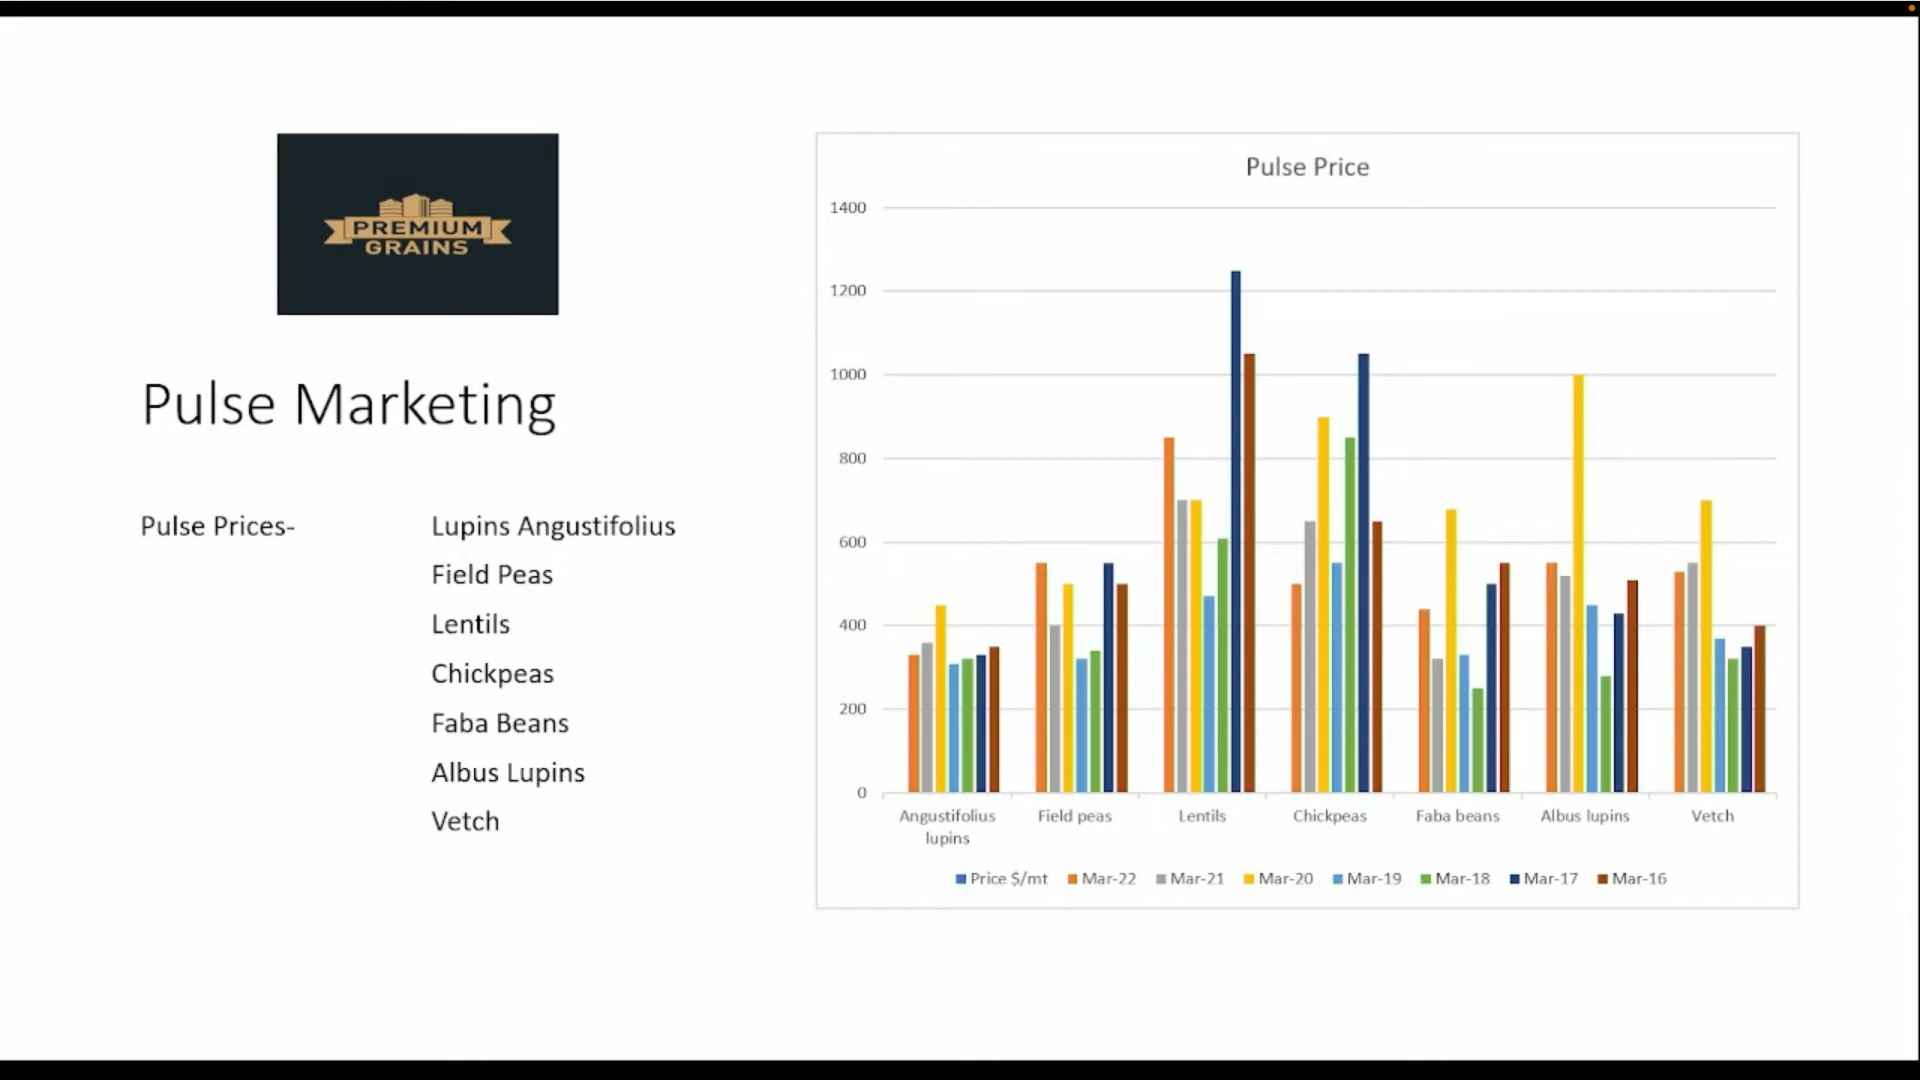 PREMIUM
GRAINS
Pulse Marketing
Pulse Prices-
Lupins Angustifolius
Field Peas
Lentils
Chickpeas
Faba Beans
Albus Lupins
Vetch
Pulse Price
1400
1200
1000
800
600
400
200
0
Angustifolius lupins
Field peas
Lentils
Chickpeas
Faba beans
Albus lupins
Vetch
Price $/mt Mar-22 Mar-21 Mar-20 Mar-19 Mar-18 Mar-17 Mar-16